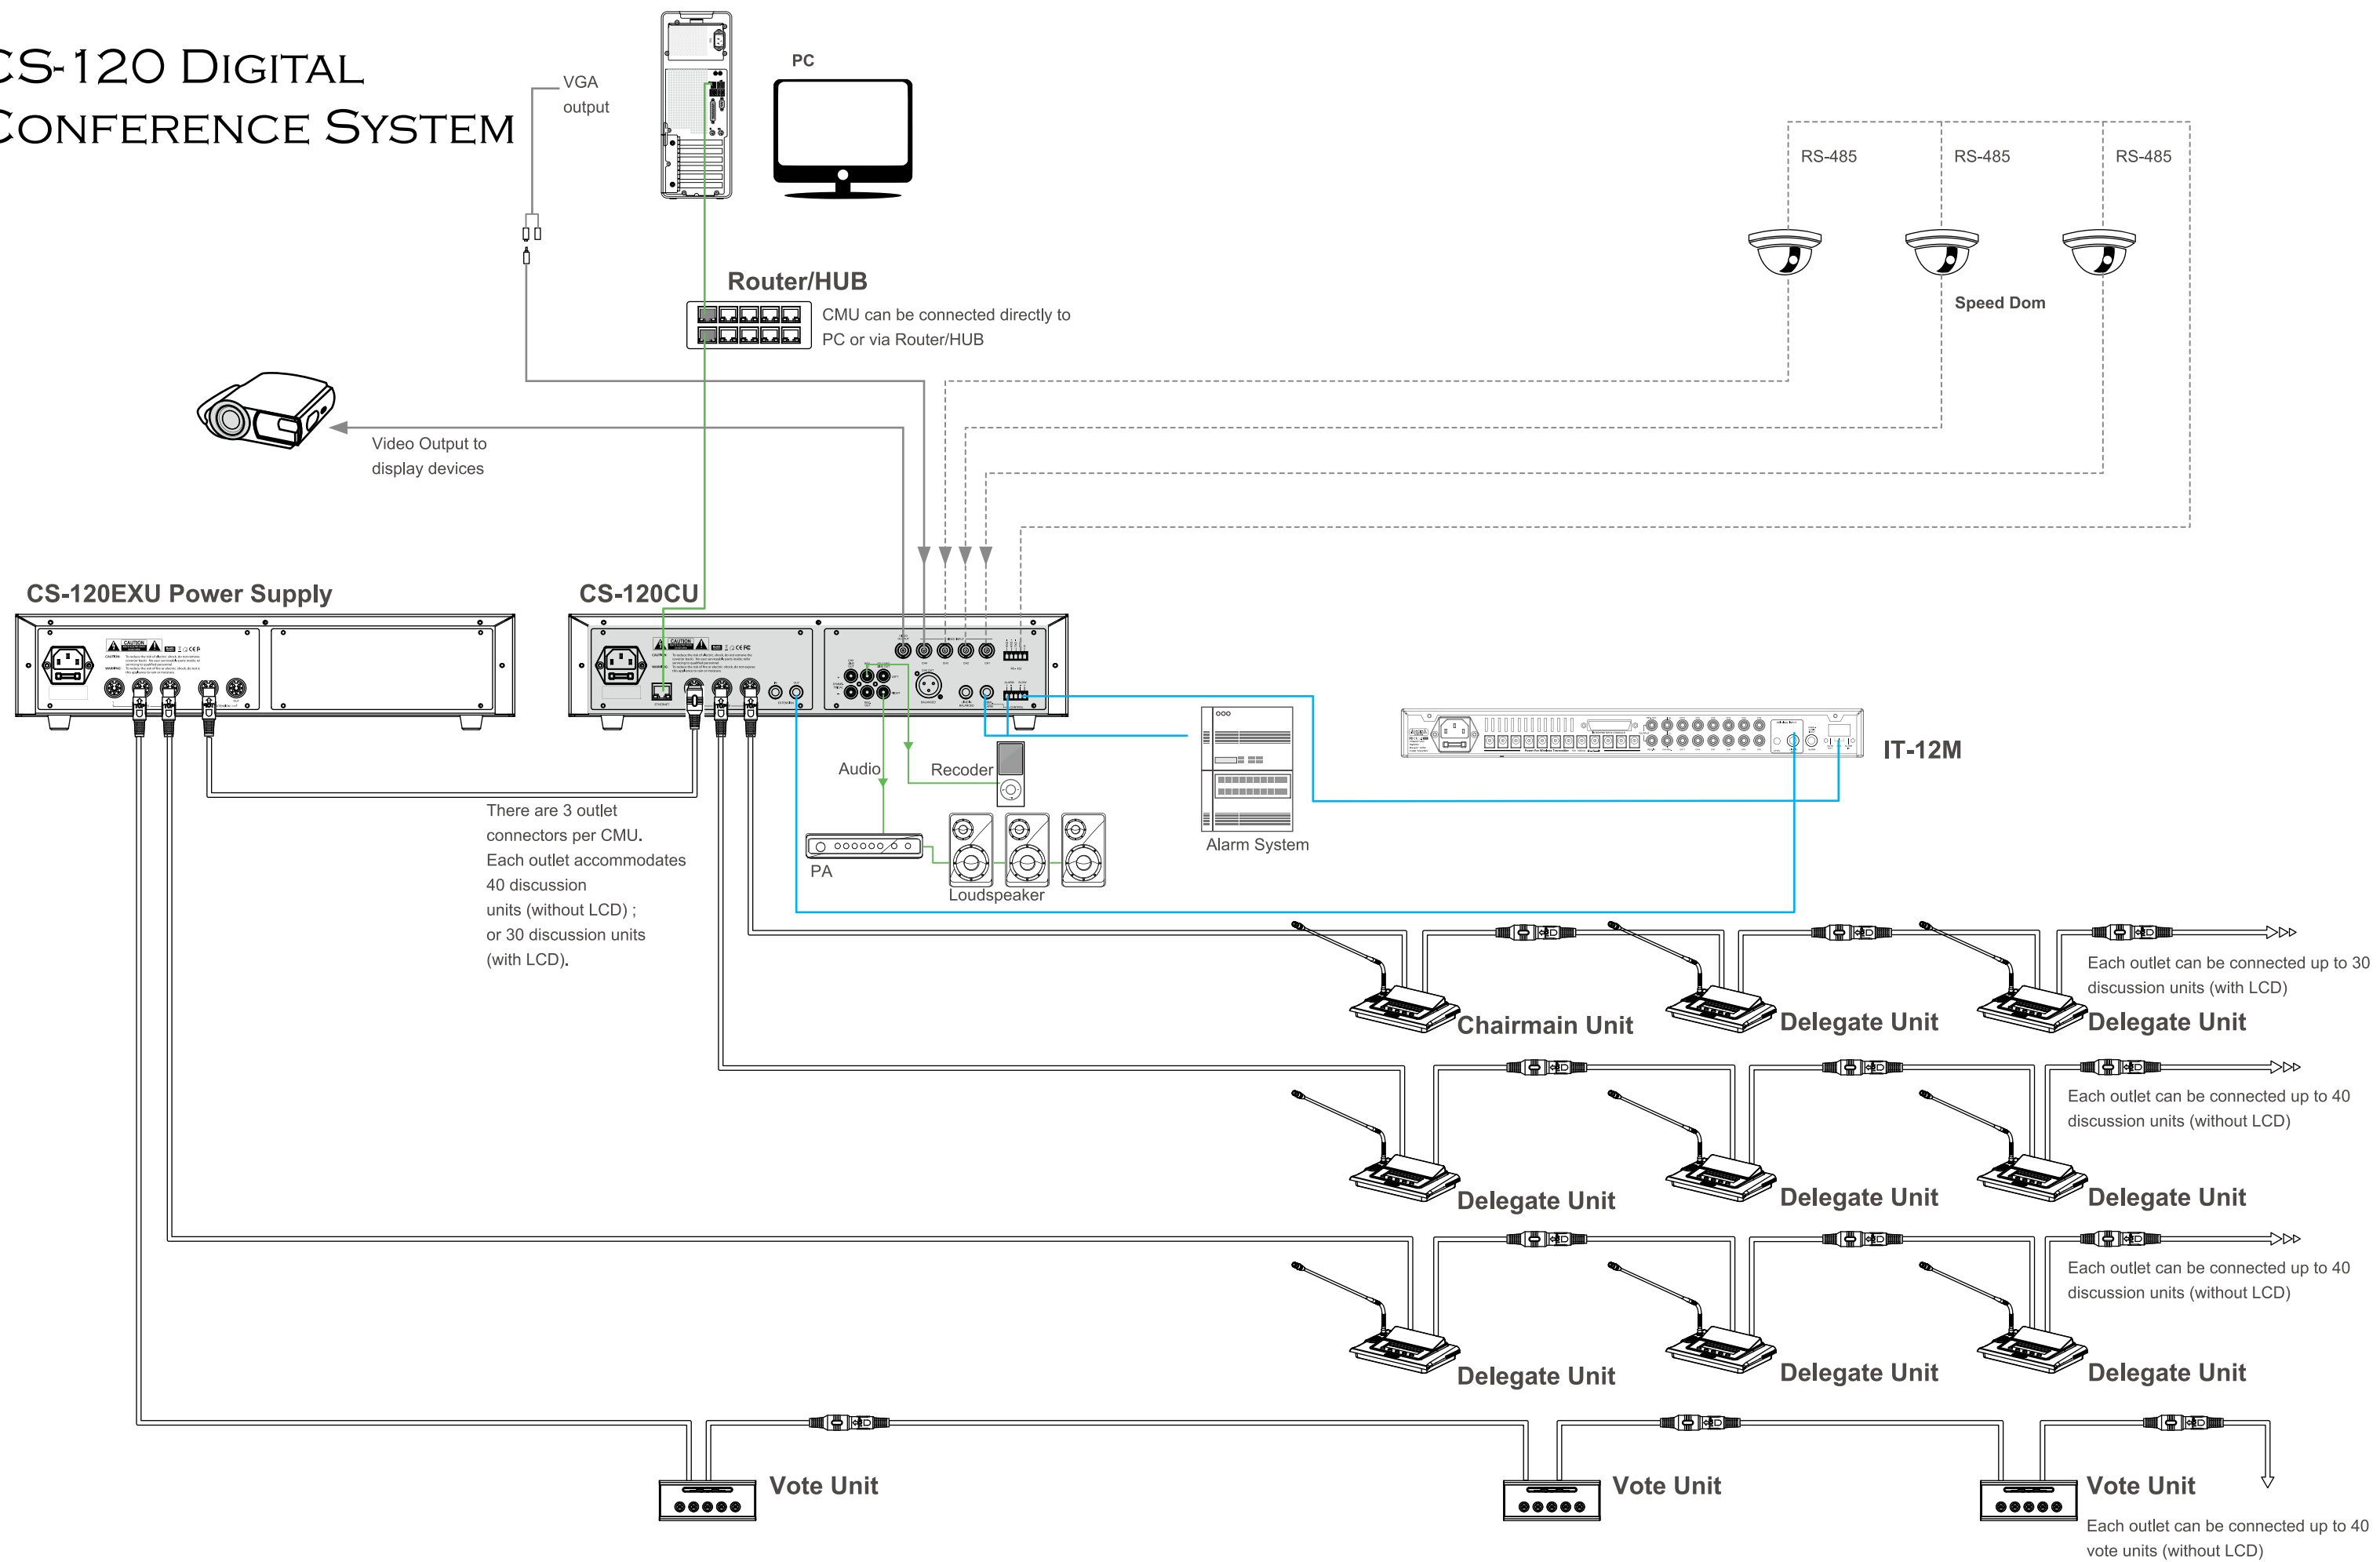 CS-120 DIGITAL
CONFERENCE SYSTEM
VGA
output
PC
RS-485
RS-485
RS-485
Speed Dom
Router/HUB
CMU can be connected directly to
PC or via Router/HUB
Video Output to
display devices
CS-120EXU Power Supply
CS-120CU
CAUTION
CAUTION
IT-12M
Audio
Recoder
PA
Loudspeaker
Alarm System
There are 3 outlet
connectors per CMU.
Each outlet accommodates
40 discussion
units (without LCD) ;
or 30 discussion units
(with LCD).
Each outlet can be connected up to 30
discussion units (with LCD)
Chairmain Unit
Delegate Unit
Delegate Unit
Each outlet can be connected up to 40
discussion units (without LCD)
Delegate Unit
Delegate Unit
Delegate Unit
Each outlet can be connected up to 40
discussion units (without LCD)
Delegate Unit
Delegate Unit
Delegate Unit
Vote Unit
Vote Unit
Vote Unit
Each outlet can be connected up to 40
vote units (without LCD)